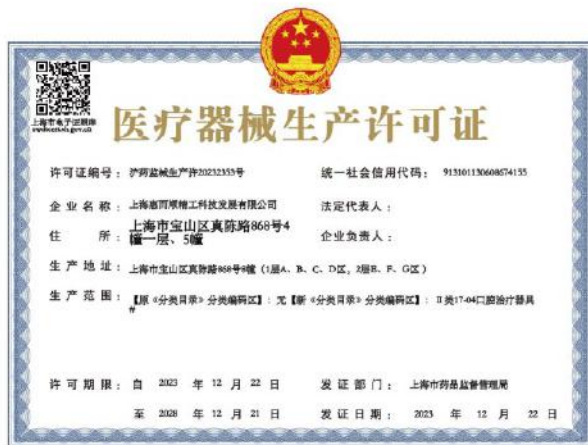 上海市电子证照库
医疗器械生产许可证
许可证编号：沪药监械生产许20232353号
统一社会信用代码：913101130608674155
企业名称：上海惠而顺精工科技发展有限公司
法定代表人：
住所：上海市宝山区真陈路868号4幢一层、5幢
企业负责人：
生产地址：上海市宝山区真陈路868号8幢（1层A、B、C、D区，2层E、F、G区）
生产范围：【原《分类目录》分类编码区】：无【新《分类目录》分类编码区】：Ⅱ类17-04口腔治疗器具#
许可期限：自 2023 年 12 月 22 日
发证部门：上海市药品监督管理局
至 2028 年 12 月 21 日
发证日期：2023 年 12 月 22 日